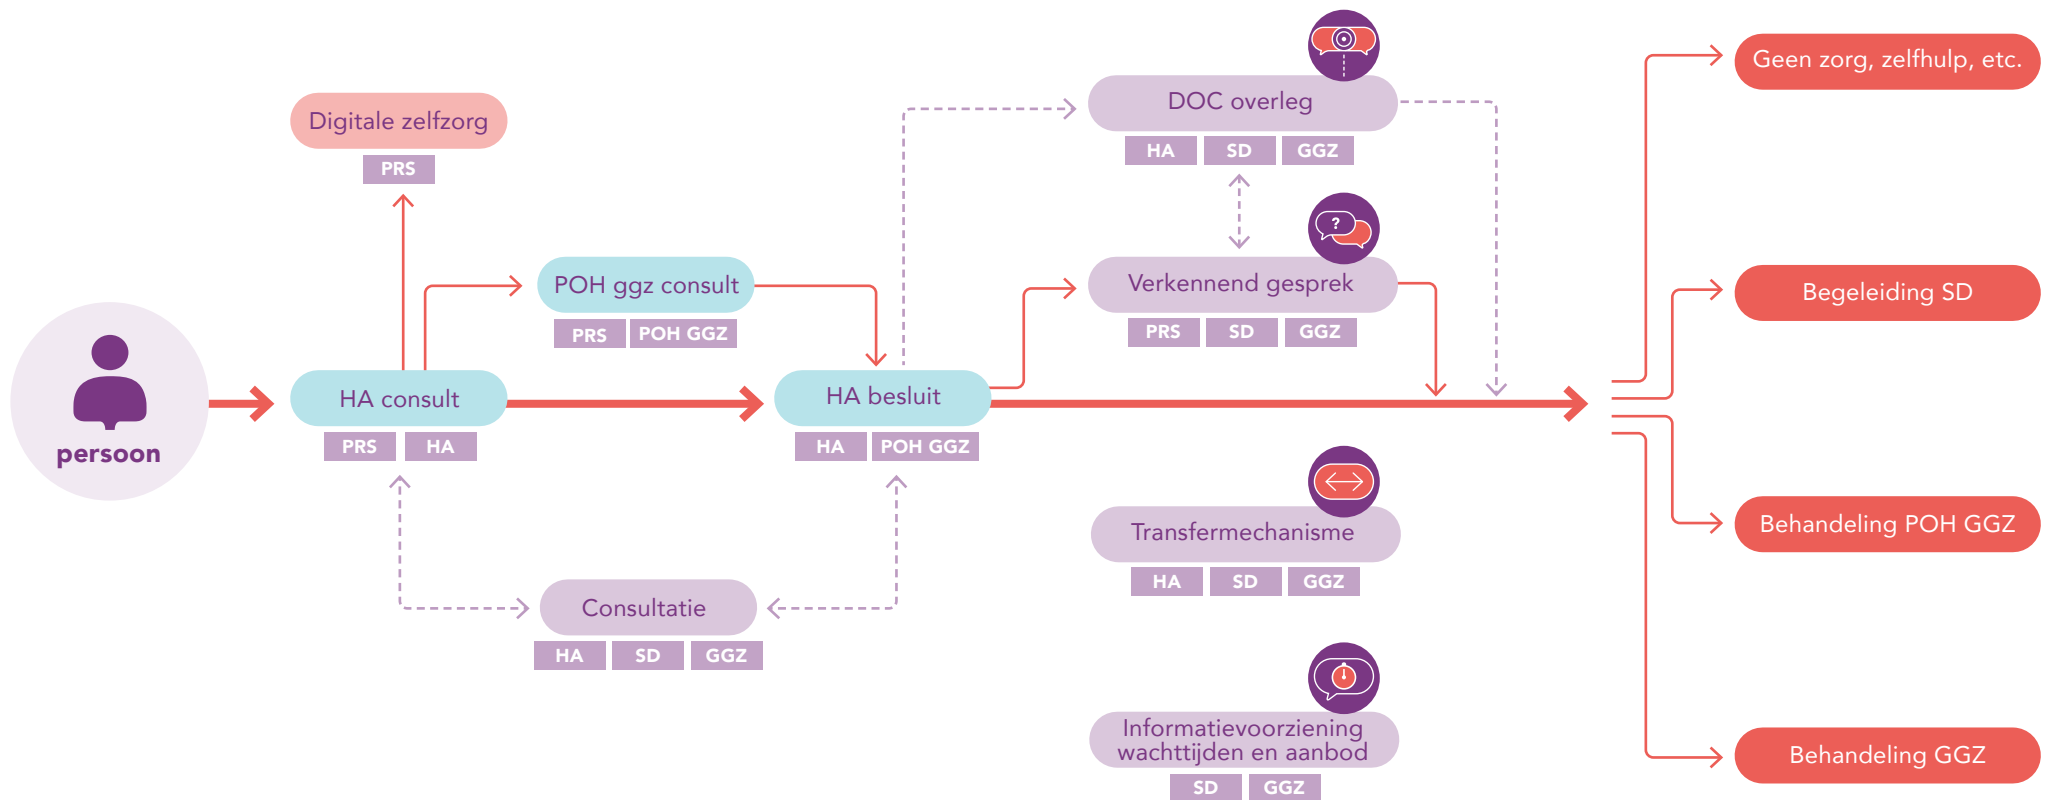 persoon
Digitale zelfzorg
PRS
POH ggz consult
PRS POH GGZ
HA consult
PRS HA
Consultatie
HA SD GGZ
HA besluit
HA POH GGZ
DOC overleg
HA SD GGZ
?
Verkennend gesprek
PRS SD GGZ
Transfermechanisme
HA SD GGZ
Informatievoorziening
wachttijden en aanbod
SD GGZ
Geen zorg, zelfhulp, etc.
Begeleiding SD
Behandeling POH GGZ
Behandeling GGZ